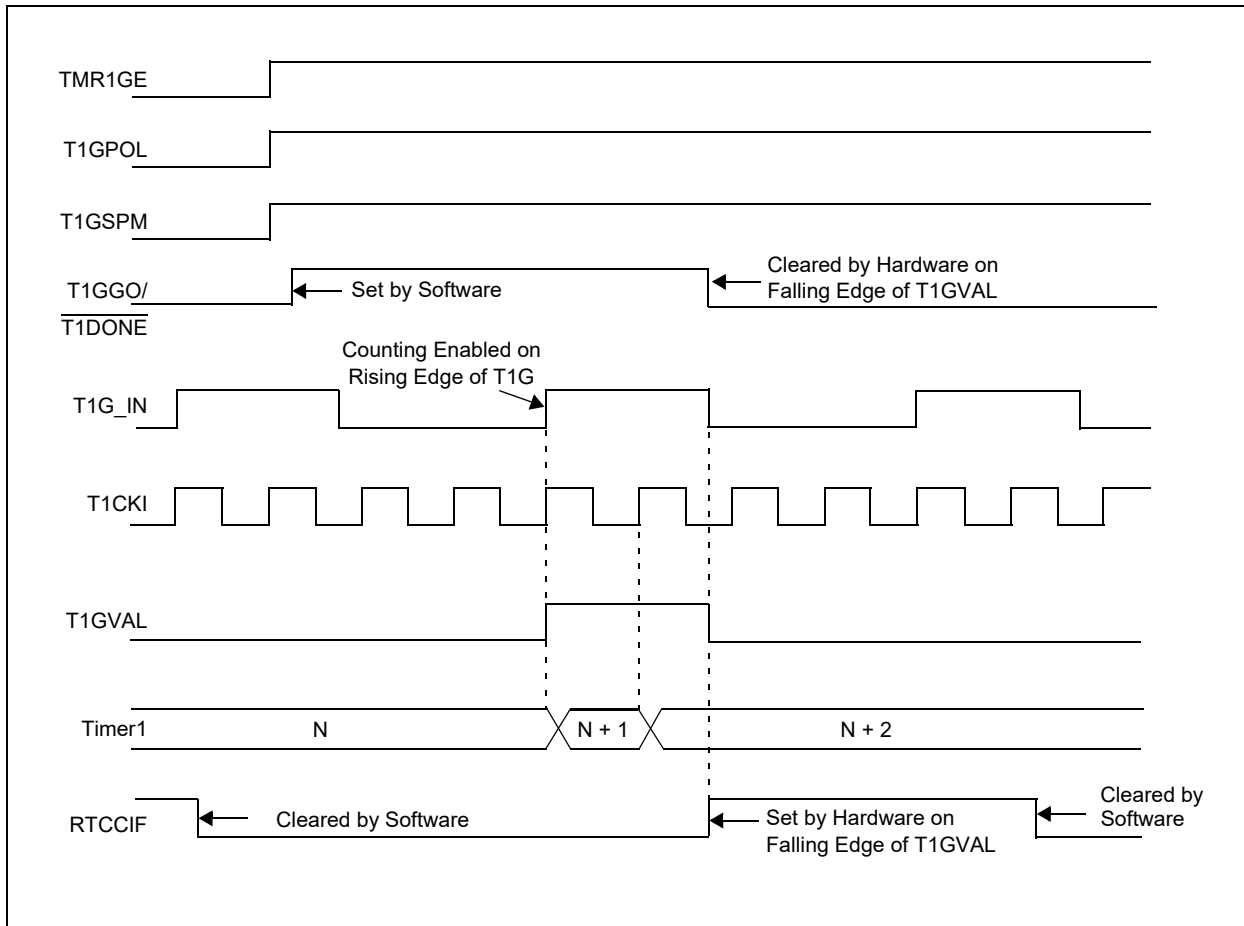 TMR1GE
T1GPOL
T1GSPM
T1GGO/
T1DONE
Set by Software
Cleared by Hardware on
Falling Edge of T1GVAL
Counting Enabled on
Rising Edge of T1G
T1G_IN
T1CKI
T1GVAL
Timer1
N
N + 1
N + 2
RTCCIF
Cleared by Software
Set by Hardware on
Falling Edge of T1GVAL
Cleared by
Software